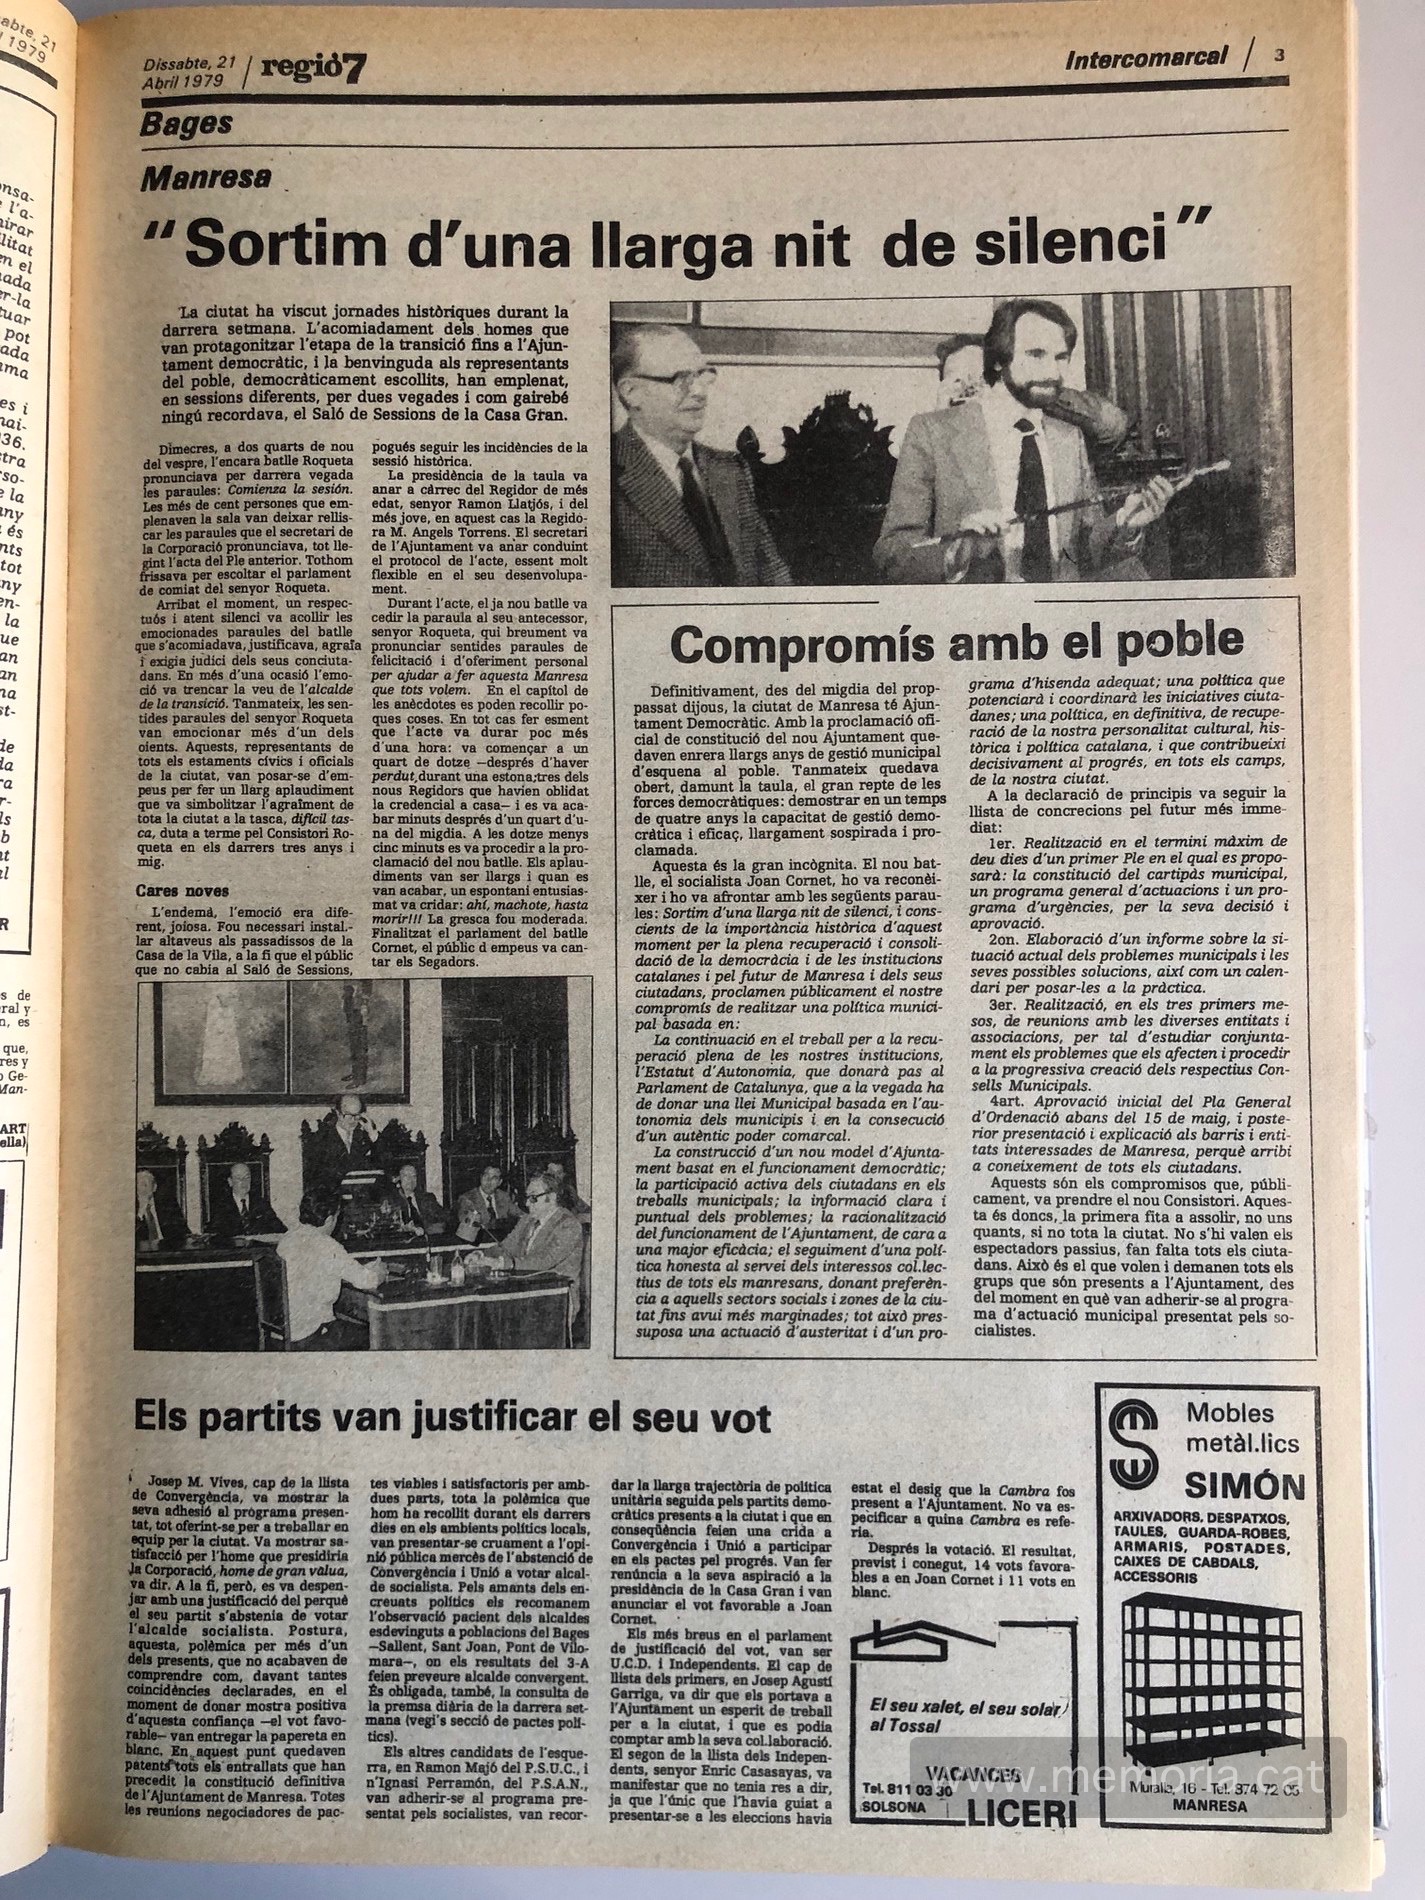 Dissabte, 21
Abril 1979
regió7
Intercomarcal
3
Bages
Manresa
"Sortim d'una llarga nit de silenci"
La ciutat ha viscut jornades històriques durant la
darrera setmana. L'acomiadament dels homes que
van protagonitzar l'etapa de la transició fins a l'Ajun-
tament democràtic, i la benvinguda als representants
del poble, democràticament escollits, han emplenat,
en sessions diferents, per dues vegades i com gairebé
ningú recordava, el Saló de Sessions de la Casa Gran.
Dimecres, a dos quarts de nou
del vespre, l'encara batlle Roqueta
pronunciava per darrera vegada
les paraules: Comienza la sesión.
Les més de cent persones que em-
plenaven la sala van deixar rellis-
car les paraules que el secretari de
la Corporació pronunciava, tot lle-
gint l'acta del Ple anterior. Tothom
frissava per escoltar el parlament
de comiat del senyor Roqueta.
Arribat el moment, un respec-
tuós i atent silenci va acollir les
emocionades paraules del batlle
que s'acomiadava, justificava, agraïa
i exigia judici dels seus conciuta-
dans. En més d'una ocasió l'emo-
ció va trencar la veu de l'alcalde
de la transició. Tanmateix, les sen-
tides paraules del senyor Roqueta
van emocionar més d'un dels
oients. Aquests, representants de
tots els estaments cívics i oficials
de la ciutat, van posar-se d'em-
peus per fer un llarg aplaudiment
que va simbolitzar l'agraïment de
tota la ciutat a la tasca, difícil tas-
ca, duta a terme pel Consistori Ro-
queta en els darrers tres anys i
mig.
Cares noves
L'endemà, l'emoció era dife-
rent, joiosa. Fou necessari instal.-
lar altaveus als passadissos de la
Casa de la Vila, a la fi que el públic
que no cabia al Saló de Sessions,
pogués seguir les incidències de la
sessió històrica.
La presidència de la taula va
anar a càrrec del Regidor de més
edat, senyor Ramon Llatjós, i del
més jove, en aquest cas la Regido-
ra M. Angels Torrens. El secretari
de l'Ajuntament va anar conduint
el protocol de l'acte, essent molt
flexible en el seu desenvolupa-
ment.
Durant l'acte, el ja nou batlle va
cedir la paraula al seu antecessor,
senyor Roqueta, qui breument va
pronunciar sentides paraules de
felicitació i d'oferiment personal
per ajudar a fer aquesta Manresa
que tots volem. En el capítol de
les anècdotes es poden recollir po-
ques coses. En tot cas fer esment
que l'acte va durar poc més
d'una hora: va començar a un
quart de dotze —després d'haver
perdut,durant una estona;tres dels
nous Regidors que havien oblidat
la credencial a casa— i es va aca-
bar minuts després d'un quart d'u-
na del migdia. A les dotze menys
cinc minuts es va procedir a la pro-
clamació del nou batlle. Els aplau-
diments van ser llargs i quan es
van acabar, un espontani entusias-
mat va cridar: ahí, machote, hasta
morir!!! La gresca fou moderada.
Finalitzat el parlament del batlle
Cornet, el públic d empeus va can-
tar els Segadors.
Compromís amb el poble
Definitivament, des del migdia del prop-
passat dijous, la ciutat de Manresa té Ajun-
tament Democràtic. Amb la proclamació ofi-
cial de constitució del nou Ajuntament que-
daven enrera llargs anys de gestió municipal
d'esquena al poble. Tanmateix quedava
obert, damunt la taula, el gran repte de les
forces democràtiques: demostrar en un temps
de quatre anys la capacitat de gestió demo-
cràtica i eficaç, llargament sospirada i pro-
clamada.
Aquesta és la gran incògnita. El nou bat-
lle, el socialista Joan Cornet, ho va reconèi-
xer i ho va afrontar amb les següents parau-
les: Sortim d'una llarga nit de silenci, i cons-
cients de la importància històrica d'aquest
moment per la plena recuperació i consoli-
dació de la democràcia i de les institucions
catalanes i pel futur de Manresa i dels seus
ciutadans, proclamen públicament el nostre
compromís de realitzar una política munici-
pal basada en:
La continuació en el treball per a la recu-
peració plena de les nostres institucions,
l'Estatut d'Autonomia, que donarà pas al
Parlament de Catalunya, que a la vegada ha
de donar una llei Municipal basada en l'au-
tonomia dels municipis i en la consecució
d'un autèntic poder comarcal.
La construcció d'un nou model d'Ajunta-
ment basat en el funcionament democràtic;
la participació activa dels ciutadans en els
treballs municipals; la informació clara i
puntual dels problemes; la racionalització
del funcionament de l'Ajuntament, de cara a
una major eficàcia; el seguiment d'una polí-
tica honesta al servei dels interessos col.lec-
tius de tots els manresans, donant preferèn-
cia a aquells sectors socials i zones de la ciu-
tat fins avui més marginades; tot això pres-
suposa una actuació d'austeritat i d'un pro-
grama d'hisenda adequat; una política que
potenciarà i coordinarà les iniciatives ciuta-
danes; una política, en definitiva, de recupe-
ració de la nostra personalitat cultural, his-
tòrica i política catalana, i que contribueixi
decisivament al progrés, en tots els camps,
de la nostra ciutat.
A la declaració de principis va seguir la
llista de concrecions pel futur més imme-
diat:
1er. Realització en el termini màxim de
deu dies d'un primer Ple en el qual es propo-
sarà: la constitució del cartipàs municipal,
un programa general d'actuacions i un pro-
grama d'urgències, per la seva decisió i
aprovació.
2on. Elaboració d'un informe sobre la si-
tuació actual dels problemes municipals i les
seves possibles solucions, així com un calen-
dari per posar-les a la pràctica.
3er. Realització, en els tres primers me-
sos, de reunions amb les diverses entitats i
associacions, per tal d'estudiar conjunta-
ment els problemes que els afecten i procedir
a la progressiva creació dels respectius Con-
sells Municipals.
4art. Aprovació inicial del Pla General
d'Ordenació abans del 15 de maig, i poste-
rior presentació i explicació als barris i enti-
tats interessades de Manresa, perquè arribi
a coneixement de tots els ciutadans.
Aquests són els compromisos que, públi-
cament, va prendre el nou Consistori. Aques-
ta és doncs, la primera fita a assolir, no uns
quants, si no tota la ciutat. No s'hi valen els
espectadors passius, fan falta tots els ciuta-
dans. Això és el que volen i demanen tots els
grups que són presents a l'Ajuntament, des
del moment en què van adherir-se al progra-
ma d'actuació municipal presentat pels so-
cialistes.
Els partits van justificar el seu vot
Josep M. Vives, cap de la llista
de Convergència, va mostrar la
seva adhesió al programa presen-
tat, tot oferint-se per a treballar en
equip per la ciutat. Va mostrar sa-
tisfacció per l'home que presidiria
la Corporació, home de gran vàlua,
va dir. A la fi, però, es va despen-
jar amb una justificació del perquè
el seu partit s'abstenia de votar
l'alcalde socialista. Postura,
aquesta, polèmica per més d'un
dels presents, que no acabaven de
comprendre com, davant tantes
coincidències declarades, en el
moment de donar mostra positiva
d'aquesta confiança —el vot favo-
rable— van entregar la papereta en
blanc. En aquest punt quedaven
patents tots els entrallats que han
precedit la constitució definitiva
de l'Ajuntament de Manresa. Totes
les reunions negociadores de pac-
tes viables i satisfactoris per amb-
dues parts, tota la polèmica que
hom ha recollit durant els darrers
dies en els ambients polítics locals,
van presentar-se cruament a l'opi-
nió pública mercès de l'abstenció de
Convergència i Unió a votar alcal-
de socialista. Pels amants dels en-
creuats polítics els recomanem
l'observació pacient dels alcaldes
esdevinguts a poblacions del Bages
—Sallent, Sant Joan, Pont de Vilo-
mara—, on els resultats del 3-A
feien preveure alcalde convergent.
És obligada, també, la consulta de
la premsa diària de la darrera set-
mana (vegi's secció de pactes polí-
tics).
Els altres candidats de l'esque-
rra, en Ramon Majó del P.S.U.C., i
n'Ignasi Perramón, del P.S.A.N.,
van adherir-se al programa pre-
sentat pels socialistes, van recor-
dar la llarga trajectòria de política
unitària seguida pels partits demo-
cràtics presents a la ciutat i que en
conseqüència feien una crida a
Convergència i Unió a participar
en els pactes pel progrés. Van fer
renúncia a la seva aspiració a la
presidència de la Casa Gran i van
anunciar el vot favorable a Joan
Cornet.
Els més breus en el parlament
de justificació del vot, van ser
U.C.D. i Independents. El cap de
llista dels primers, en Josep Agustí
Garriga, va dir que els portava a
l'Ajuntament un esperit de treball
per a la ciutat, i que es podia
comptar amb la seva col.laboració.
El segon de la llista dels Indepen-
dents, senyor Enric Casasayas, va
manifestar que no tenia res a dir,
ja que l'únic que l'havia guiat a
presentar-se a les eleccions havia
estat el desig que la Cambra fos
present a l'Ajuntament. No va es-
pecificar a quina Cambra es refe-
ria.
Després la votació. El resultat,
previst i conegut, 14 vots favora-
bles a en Joan Cornet i 11 vots en
blanc.
El seu xalet, el seu solar
al Tossal
VACANCES
Tel. 811 03 30
SOLSONA
LICERI
Mobles
metàl.lics
SIMÓN
ARXIVADORS, DESPATXOS,
TAULES, GUARDA-ROBES,
ARMARIS, POSTADES,
CAIXES DE CABDALS,
ACCESSORIS
Muralla, 16 - Tel. 874 72 05
MANRESA
www.memoria.cat